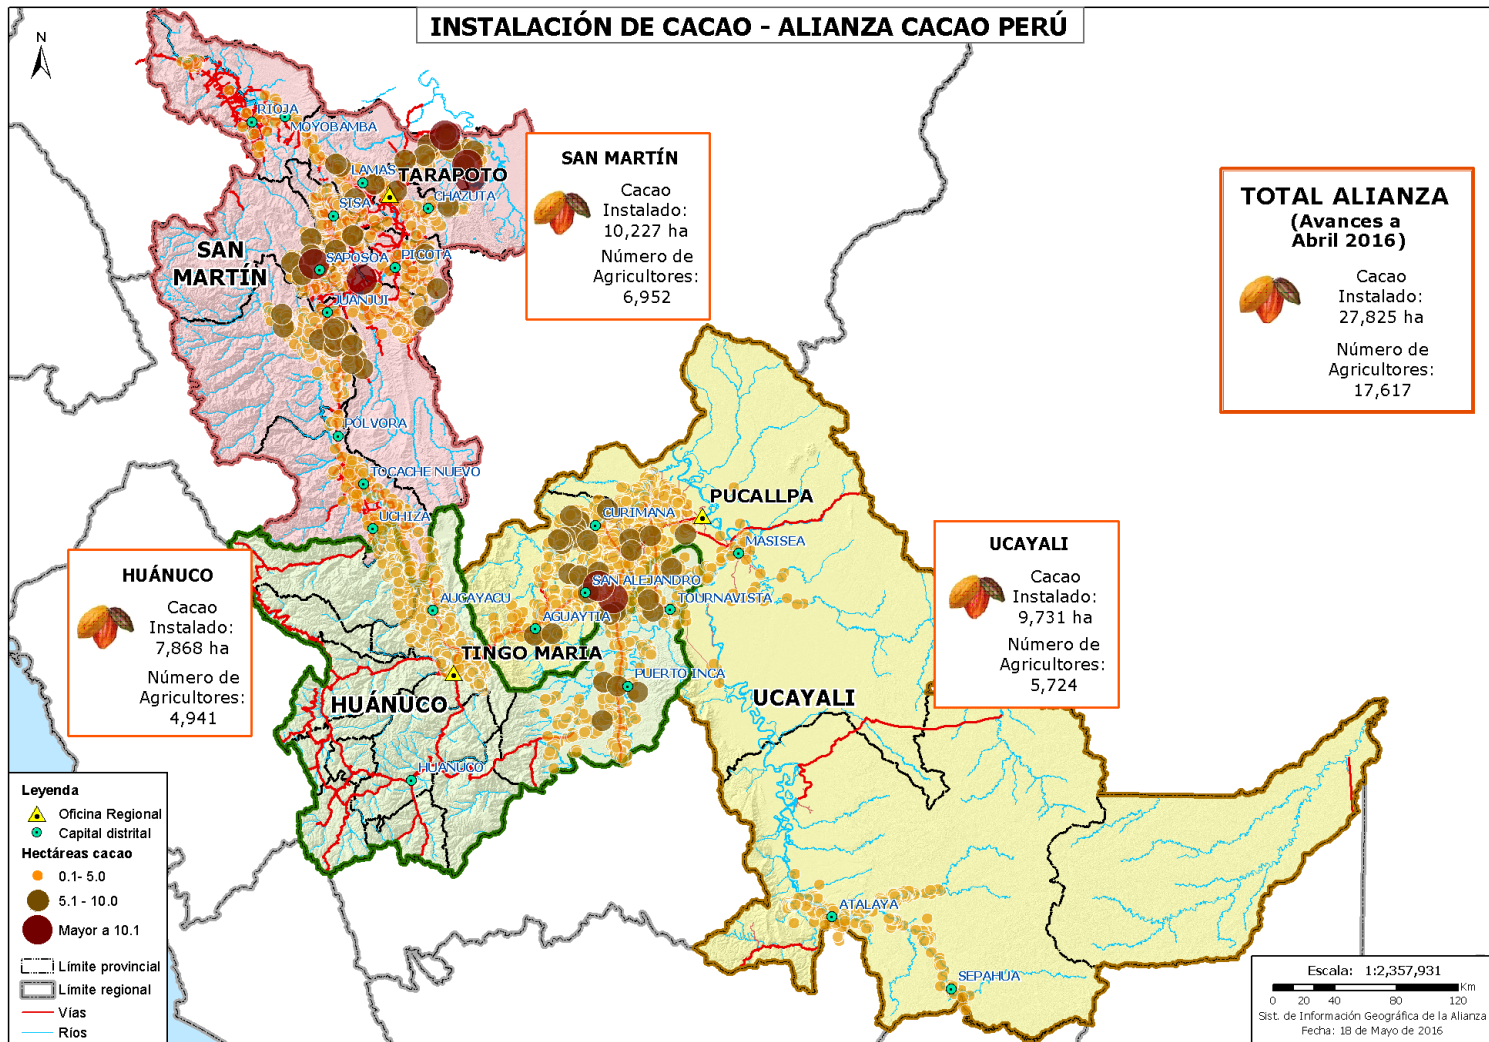 INSTALACIÓN DE CACAO - ALIANZA CACAO PERÚ
N
RIOJA
MOYOBAMBA
LAMAS
TARAPOTO
SISA
CHAZUTA
SAN
MARTÍN
SAPOSOA
PICOTA
JUANJUI
SAN MARTÍN
Cacao
Instalado:
10,227 ha
Número de
Agricultores:
6,952
TOTAL ALIANZA
(Avances a
Abril 2016)
Cacao
Instalado:
27,825 ha
Número de
Agricultores:
17,617
POLVORA
TOCACHE NUEVO
UCHIZA
PUCALLPA
CURIMANA
MASISEA
SAN ALEJANDRO
TOURNAVISTA
AUCAYACU
AGUAYTIA
TINGO MARIA
PUERTO INCA
HUÁNUCO
UCAYALI
HUANUCO
HUÁNUCO
Cacao
Instalado:
7,868 ha
Número de
Agricultores:
4,941
UCAYALI
Cacao
Instalado:
9,731 ha
Número de
Agricultores:
5,724
ATALAYA
SEPAHUA
Leyenda
Oficina Regional
Capital distrital
Hectáreas cacao
0.1- 5.0
5.1 - 10.0
Mayor a 10.1
Límite provincial
Límite regional
Vías
Ríos
Escala: 1:2,357,931
Km
0 20 40 80 120
Sist. de Información Geográfica de la Alianza
Fecha: 18 de Mayo de 2016